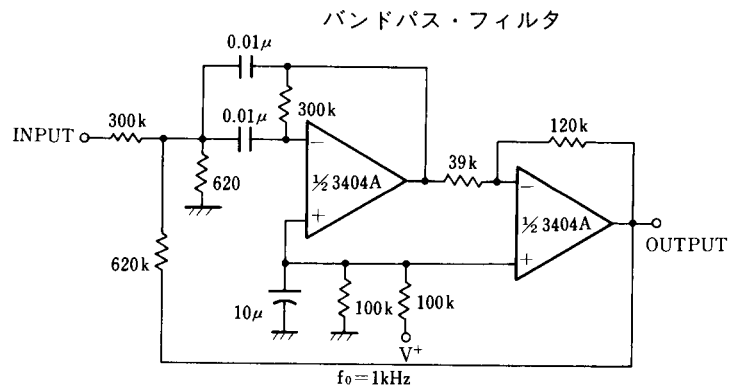 バンドパス・フィルタ
0.01μ
300k
0.01μ
300k
INPUT
620
−
+
½ 3404A
39k
120k
−
+
½ 3404A
OUTPUT
620k
10μ
100k
100k
V+
f₀=1kHz